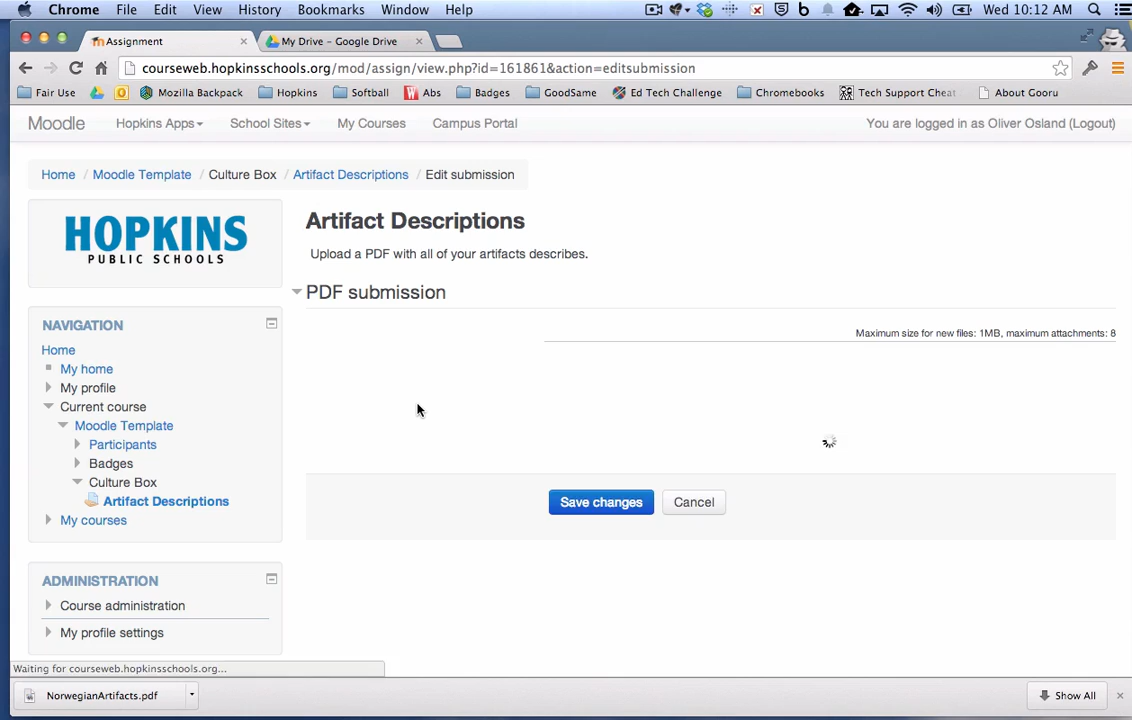 Chrome File Edit View History Bookmarks Window Help Wed 10:12 AM
Assignment My Drive – Google Drive
courseweb.hopkinsschools.org/mod/assign/view.php?id=161861&action=editsubmission
Fair Use Mozilla Backpack Hopkins Softball Abs Badges GoodSame Ed Tech Challenge Chromebooks Tech Support Cheat About Gooru
Moodle Hopkins Apps School Sites My Courses Campus Portal You are logged in as Oliver Osland (Logout)
Home / Moodle Template / Culture Box / Artifact Descriptions / Edit submission
HOPKINS
PUBLIC SCHOOLS
Artifact Descriptions
Upload a PDF with all of your artifacts describes.
PDF submission
Maximum size for new files: 1MB, maximum attachments: 8
NAVIGATION
Home
My home
My profile
Current course
Moodle Template
Participants
Badges
Culture Box
Artifact Descriptions
My courses
Save changes Cancel
ADMINISTRATION
Course administration
My profile settings
Waiting for courseweb.hopkinsschools.org...
NorwegianArtifacts.pdf Show All